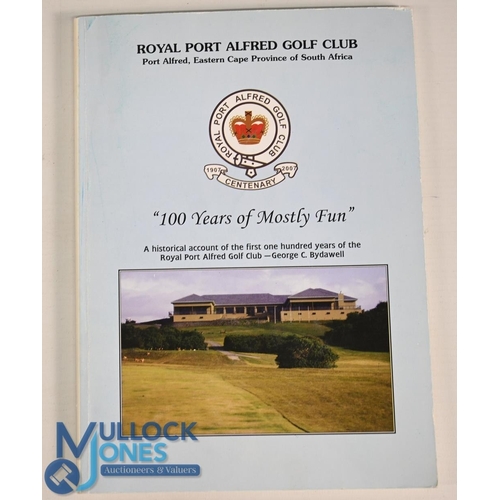 ROYAL PORT ALFRED GOLF CLUB
Port Alfred, Eastern Cape Province of South Africa
ROYAL PORT ALFRED GOLF CLUB
1907 2007
CENTENARY
"100 Years of Mostly Fun"
A historical account of the first one hundred years of the
Royal Port Alfred Golf Club —George C. Bydawell
MULLOCK
JONES
Auctioneers & Valuers